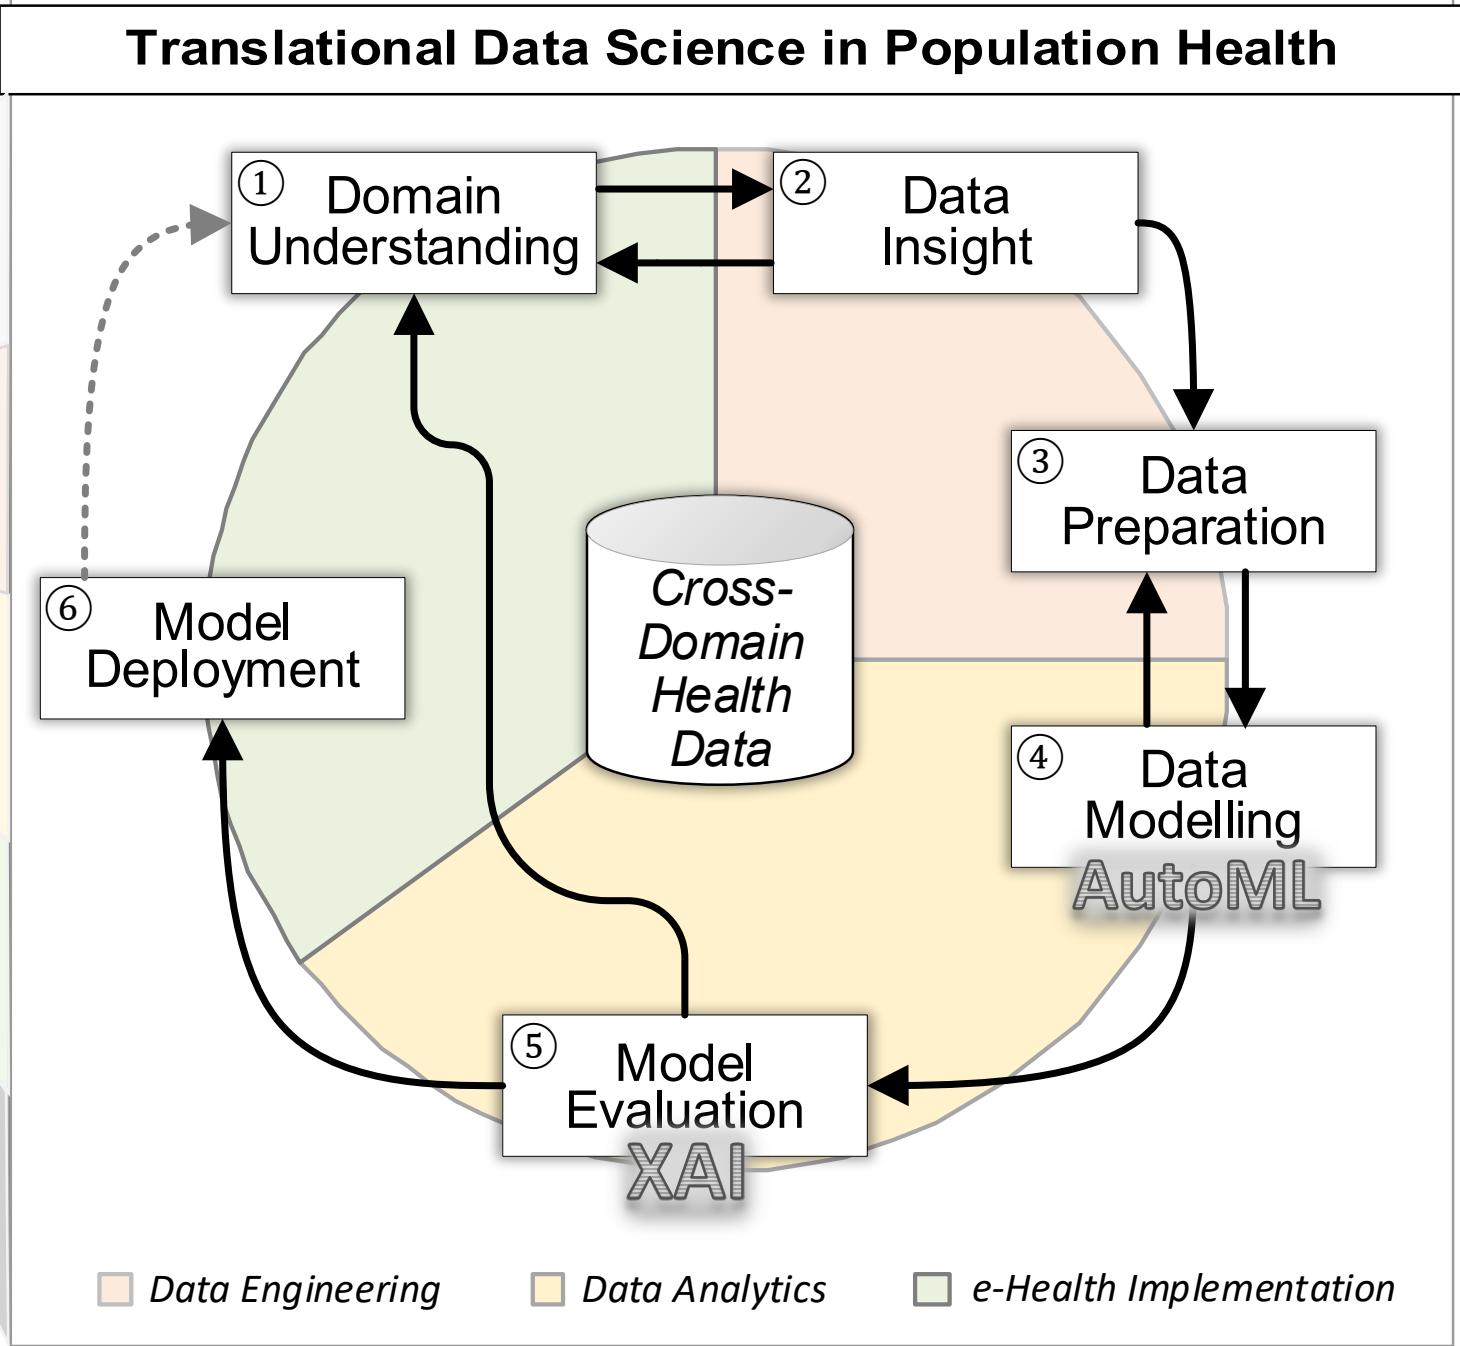 Translational Data Science in Population Health
①
Domain
Understanding
②
Data
Insight
③
Data
Preparation
Cross-
Domain
Health
Data
⑥
Model
Deployment
④
Data
Modelling
AutoML
⑤
Model
Evaluation
XAI
Data Engineering
Data Analytics
e-Health Implementation